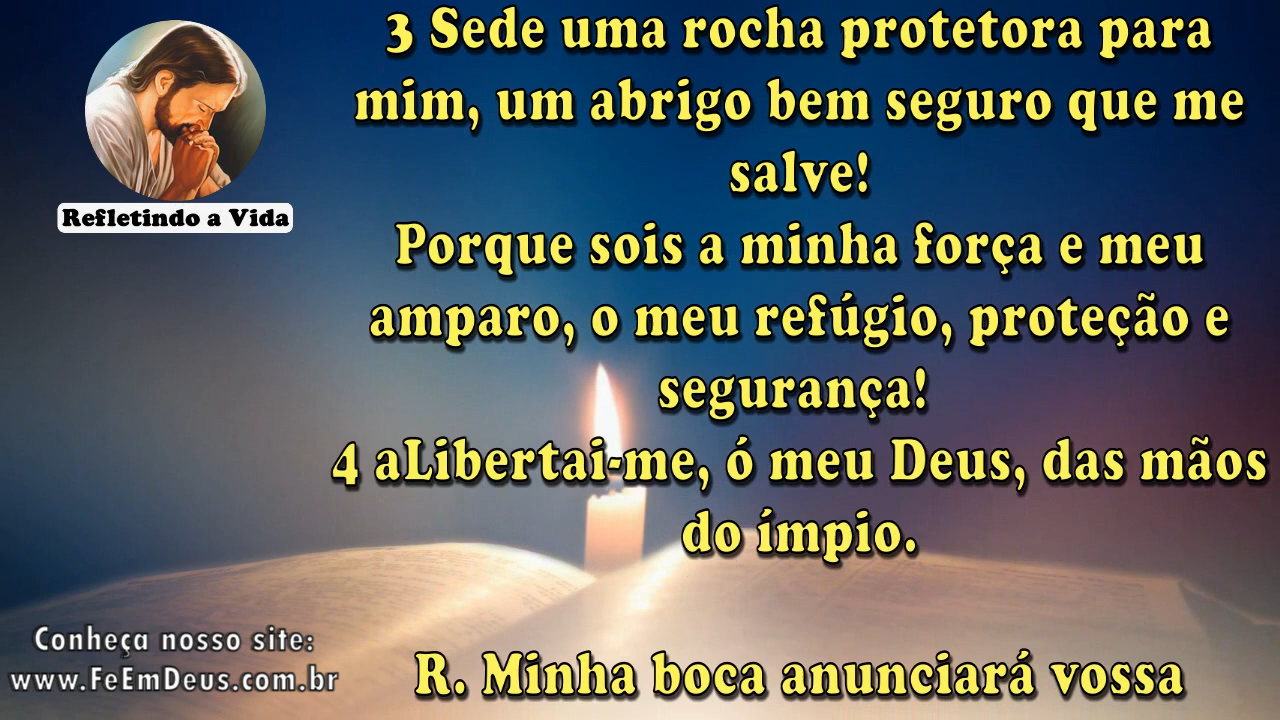 3 Sede uma rocha protetora para
mim, um abrigo bem seguro que me
salve!
Porque sois a minha força e meu
amparo, o meu refúgio, proteção e
segurança!
4 aLibertai-me, ó meu Deus, das mãos
do ímpio.
R. Minha boca anunciará vossa
Refletindo a Vida
Conheça nosso site:
www.FeEmDeus.com.br